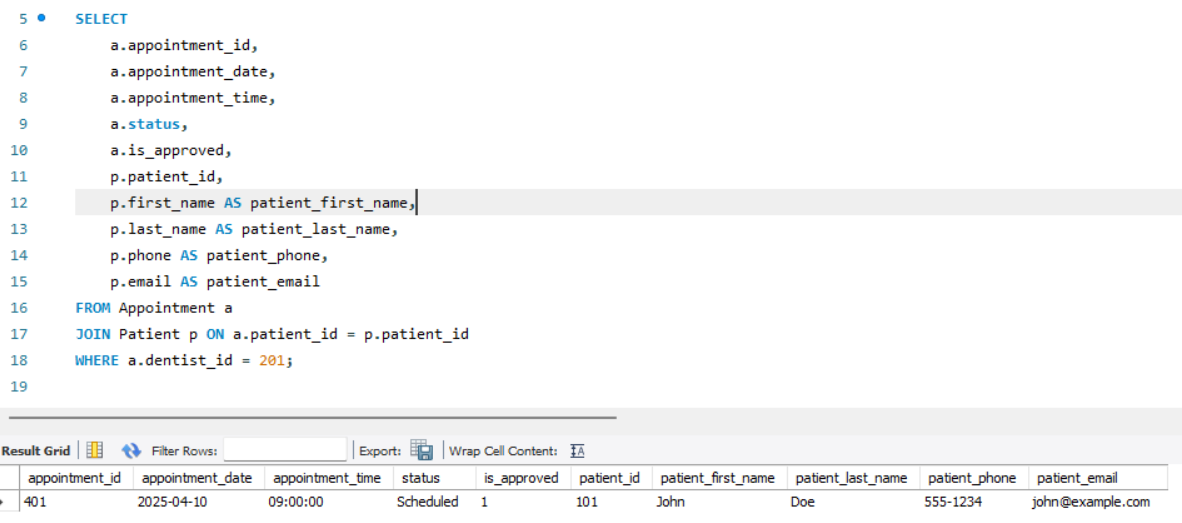 5 SELECT
6 a.appointment_id,
7 a.appointment_date,
8 a.appointment_time,
9 a.status,
10 a.is_approved,
11 p.patient_id,
12 p.first_name AS patient_first_name,
13 p.last_name AS patient_last_name,
14 p.phone AS patient_phone,
15 p.email AS patient_email
16 FROM Appointment a
17 JOIN Patient p ON a.patient_id = p.patient_id
18 WHERE a.dentist_id = 201;
19
Result Grid Filter Rows: Export: Wrap Cell Content: IA
appointment_id appointment_date appointment_time status is_approved patient_id patient_first_name patient_last_name patient_phone patient_email
401 2025-04-10 09:00:00 Scheduled 1 101 John Doe 555-1234 john@example.com